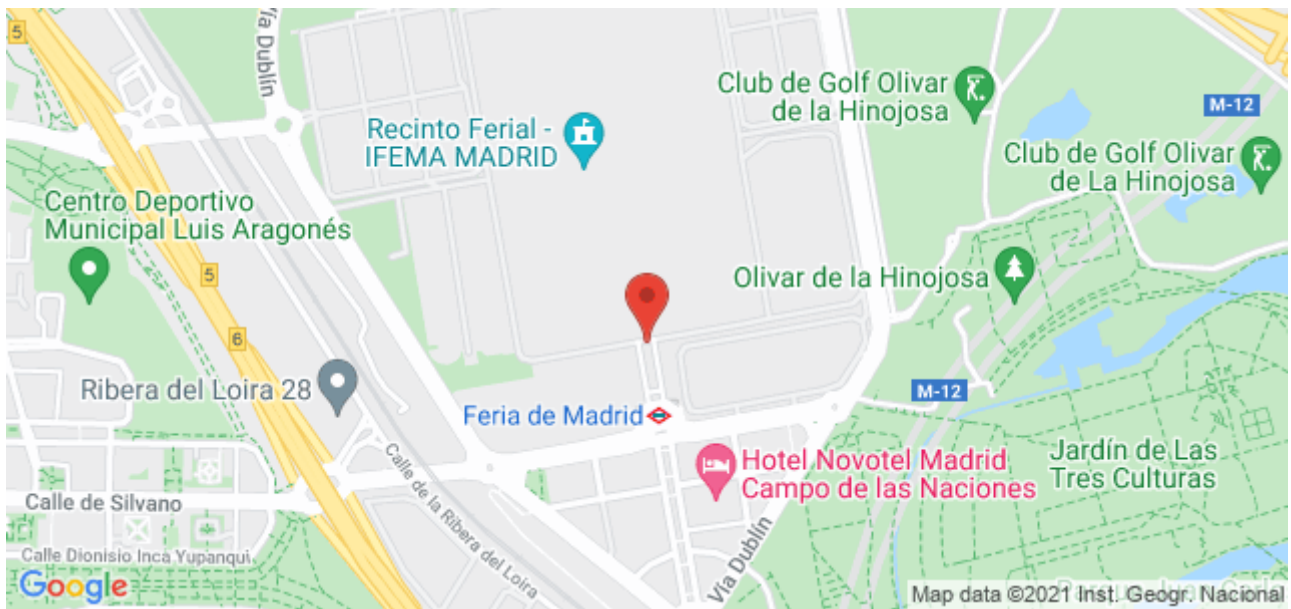 5
Vía Dublín
Club de Golf Olivar
de la Hinojosa
M-12
Recinto Ferial -
IFEMA MADRID
Club de Golf Olivar
de La Hinojosa
Centro Deportivo
Municipal Luis Aragonés
5
Olivar de la Hinojosa
6
Ribera del Loira 28
M-12
Feria de Madrid
Hotel Novotel Madrid
Campo de las Naciones
Jardín de Las
Tres Culturas
Calle de Silvano
Calle de la Ribera del Loira
Calle Dionisio Inca Yupanqui
Vía Dublín
Google
Map data ©2021 Inst. Geogr. Nacional